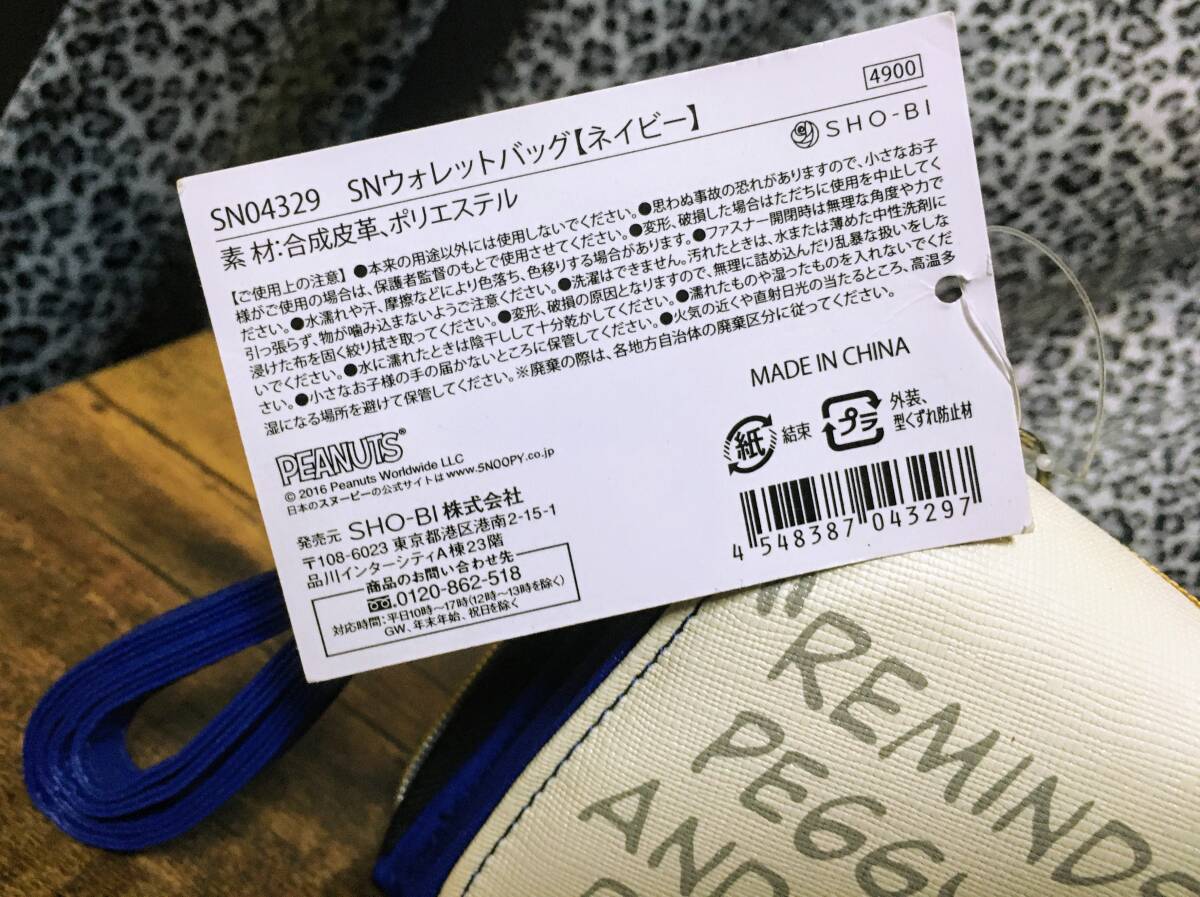 4900
SN04329 SNウォレットバッグ【ネイビー】
SHO-BI
素 材:合成皮革、ポリエステル
【ご使用上の注意】●本来の用途以外には使用しないでください。●思わぬ事故の恐れがありますので、小さなお子
様がご使用の場合は、保護者監督のもとで使用させてください。●変形、破損した場合はただちに使用を中止してく
ださい。●水濡れや汗、摩擦などにより色落ち、色移りする場合があります。●ファスナー開閉時は無理な角度や力で
引っ張らず、物が噛み込まないようご注意ください。●洗濯はできません。汚れたときは、水または薄めた中性洗剤に
浸けた布を固く絞り拭き取ってください。●変形、破損の原因となりますので、無理に詰め込んだり乱暴な扱いをしな
いでください。●水に濡れたときは陰干しして十分乾かしてください。●濡れたものや湿ったものを入れないでくだ
さい。●小さなお子様の手の届かないところに保管してください。●火気の近くや直射日光の当たるところ、高温多
湿になる場所を避けて保管してください。※廃棄の際は、各地方自治体の廃棄区分に従ってください。
MADE IN CHINA
紙 結束 プラ 外装、
型くずれ防止材
PEANUTS®
© 2016 Peanuts Worldwide LLC
日本のスヌーピーの公式サイトは www.SNOOPY.co.jp
発売元 SHO-BI 株式会社
〒108-6023 東京都港区港南2-15-1
品川インターシティA棟23階
商品のお問い合わせ先
0120-862-518
対応時間:平日10時〜17時(12時〜13時を除く)
GW、年末年始、祝日を除く
4 548387 043297
REMINDS
PEGGY
AND